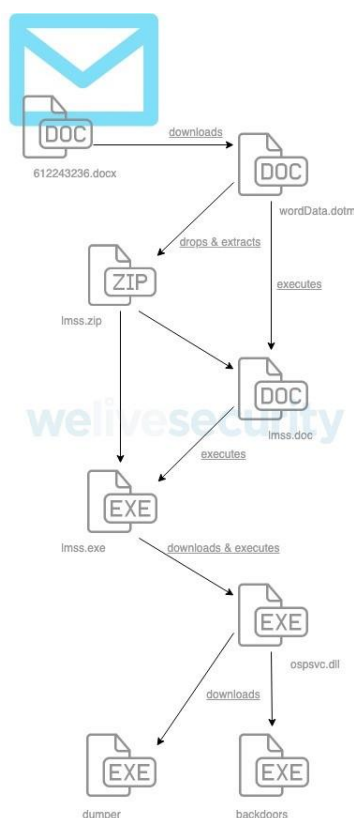 DOC
612243236.docx
downloads
DOC
wordData.dotm
drops & extracts
ZIP
lmss.zip
executes
DOC
lmss.doc
welivesecurity
executes
EXE
lmss.exe
downloads & executes
EXE
ospsvc.dll
downloads
EXE
dumper
EXE
backdoors